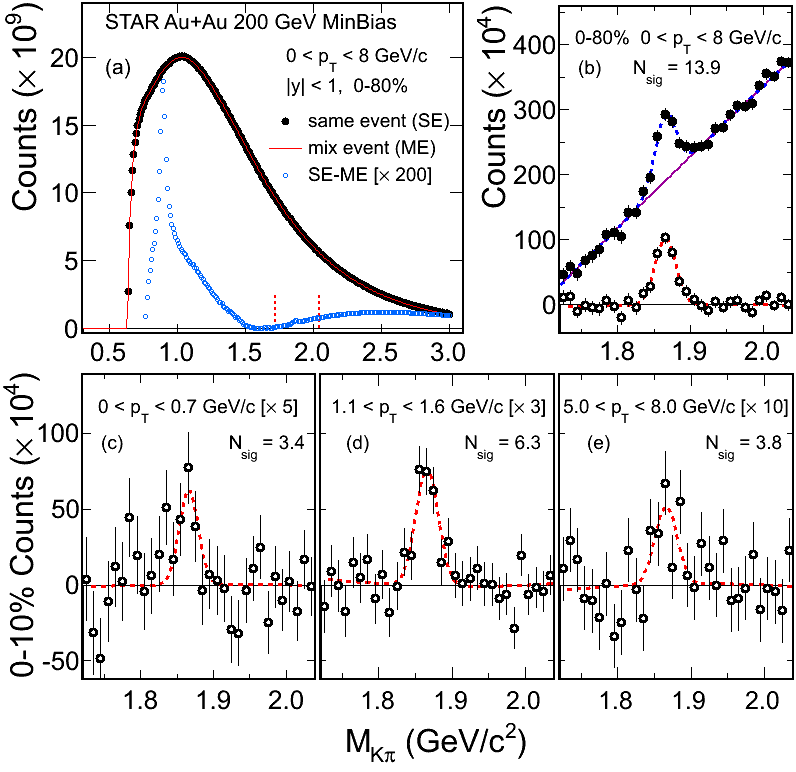 STAR Au+Au 200 GeV MinBias
(a)
0 < p_T < 8 GeV/c
|y| < 1, 0-80%
same event (SE)
mix event (ME)
SE-ME [× 200]
Counts (× 10^9)
20
15
10
5
0
0.5 1.0 1.5 2.0 2.5 3.0
0-80% 0 < p_T < 8 GeV/c
(b) N_sig = 13.9
Counts (× 10^4)
400
300
200
100
0
1.8 1.9 2.0
0 < p_T < 0.7 GeV/c [× 5]
(c) N_sig = 3.4
0-10% Counts (× 10^4)
100
50
0
-50
1.8 1.9 2.0
1.1 < p_T < 1.6 GeV/c [× 3]
(d) N_sig = 6.3
1.8 1.9 2.0
5.0 < p_T < 8.0 GeV/c [× 10]
(e) N_sig = 3.8
1.8 1.9 2.0
M_Kπ (GeV/c^2)